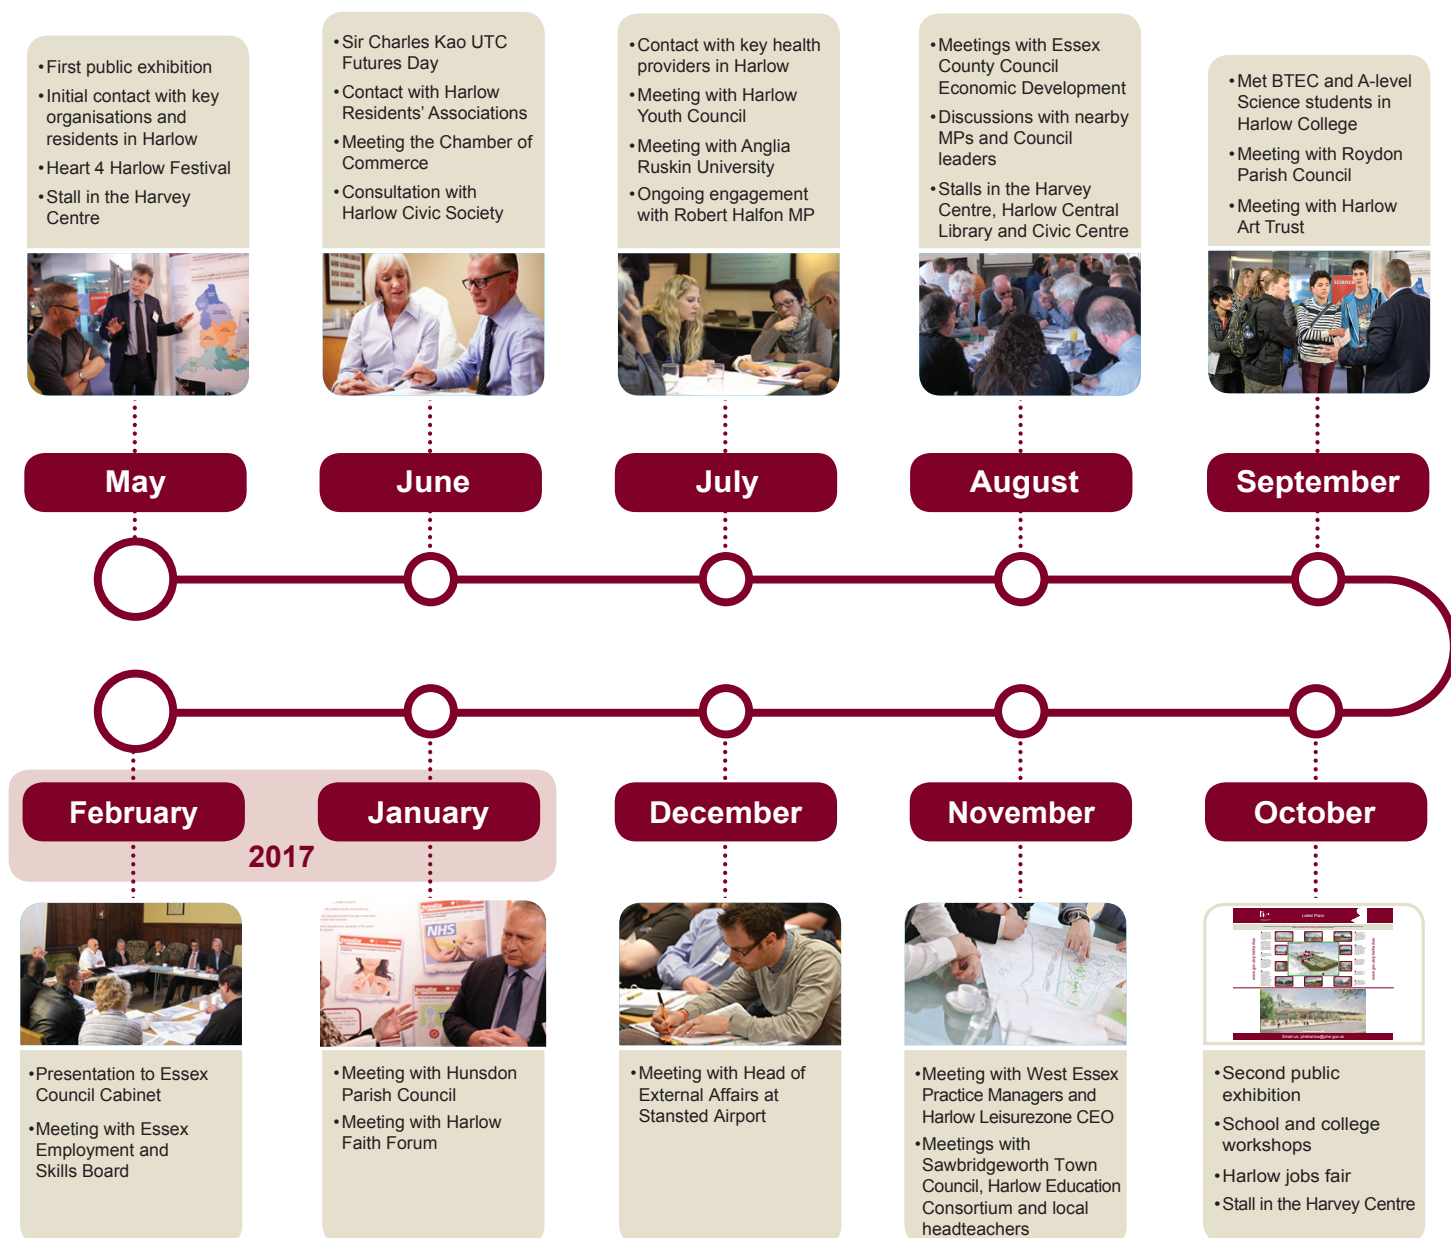 •First public exhibition
•Initial contact with key
organisations and
residents in Harlow
•Heart 4 Harlow Festival
•Stall in the Harvey
Centre
•Sir Charles Kao UTC
Futures Day
•Contact with Harlow
Residents' Associations
•Meeting the Chamber of
Commerce
•Consultation with
Harlow Civic Society
•Contact with key health
providers in Harlow
•Meeting with Harlow
Youth Council
•Meeting with Anglia
Ruskin University
•Ongoing engagement
with Robert Halfon MP
•Meetings with Essex
County Council
Economic Development
•Discussions with nearby
MPs and Council
leaders
•Stalls in the Harvey
Centre, Harlow Central
Library and Civic Centre
•Met BTEC and A-level
Science students in
Harlow College
•Meeting with Roydon
Parish Council
•Meeting with Harlow
Art Trust
science
May
June
July
August
September
February
January
December
November
October
2017
NHS
Latest Plans
•Presentation to Essex
Council Cabinet
•Meeting with Essex
Employment and
Skills Board
•Meeting with Hunsdon
Parish Council
•Meeting with Harlow
Faith Forum
•Meeting with Head of
External Affairs at
Stansted Airport
•Meeting with West Essex
Practice Managers and
Harlow Leisurezone CEO
•Meetings with
Sawbridgeworth Town
Council, Harlow Education
Consortium and local
headteachers
•Second public
exhibition
•School and college
workshops
•Harlow jobs fair
•Stall in the Harvey Centre